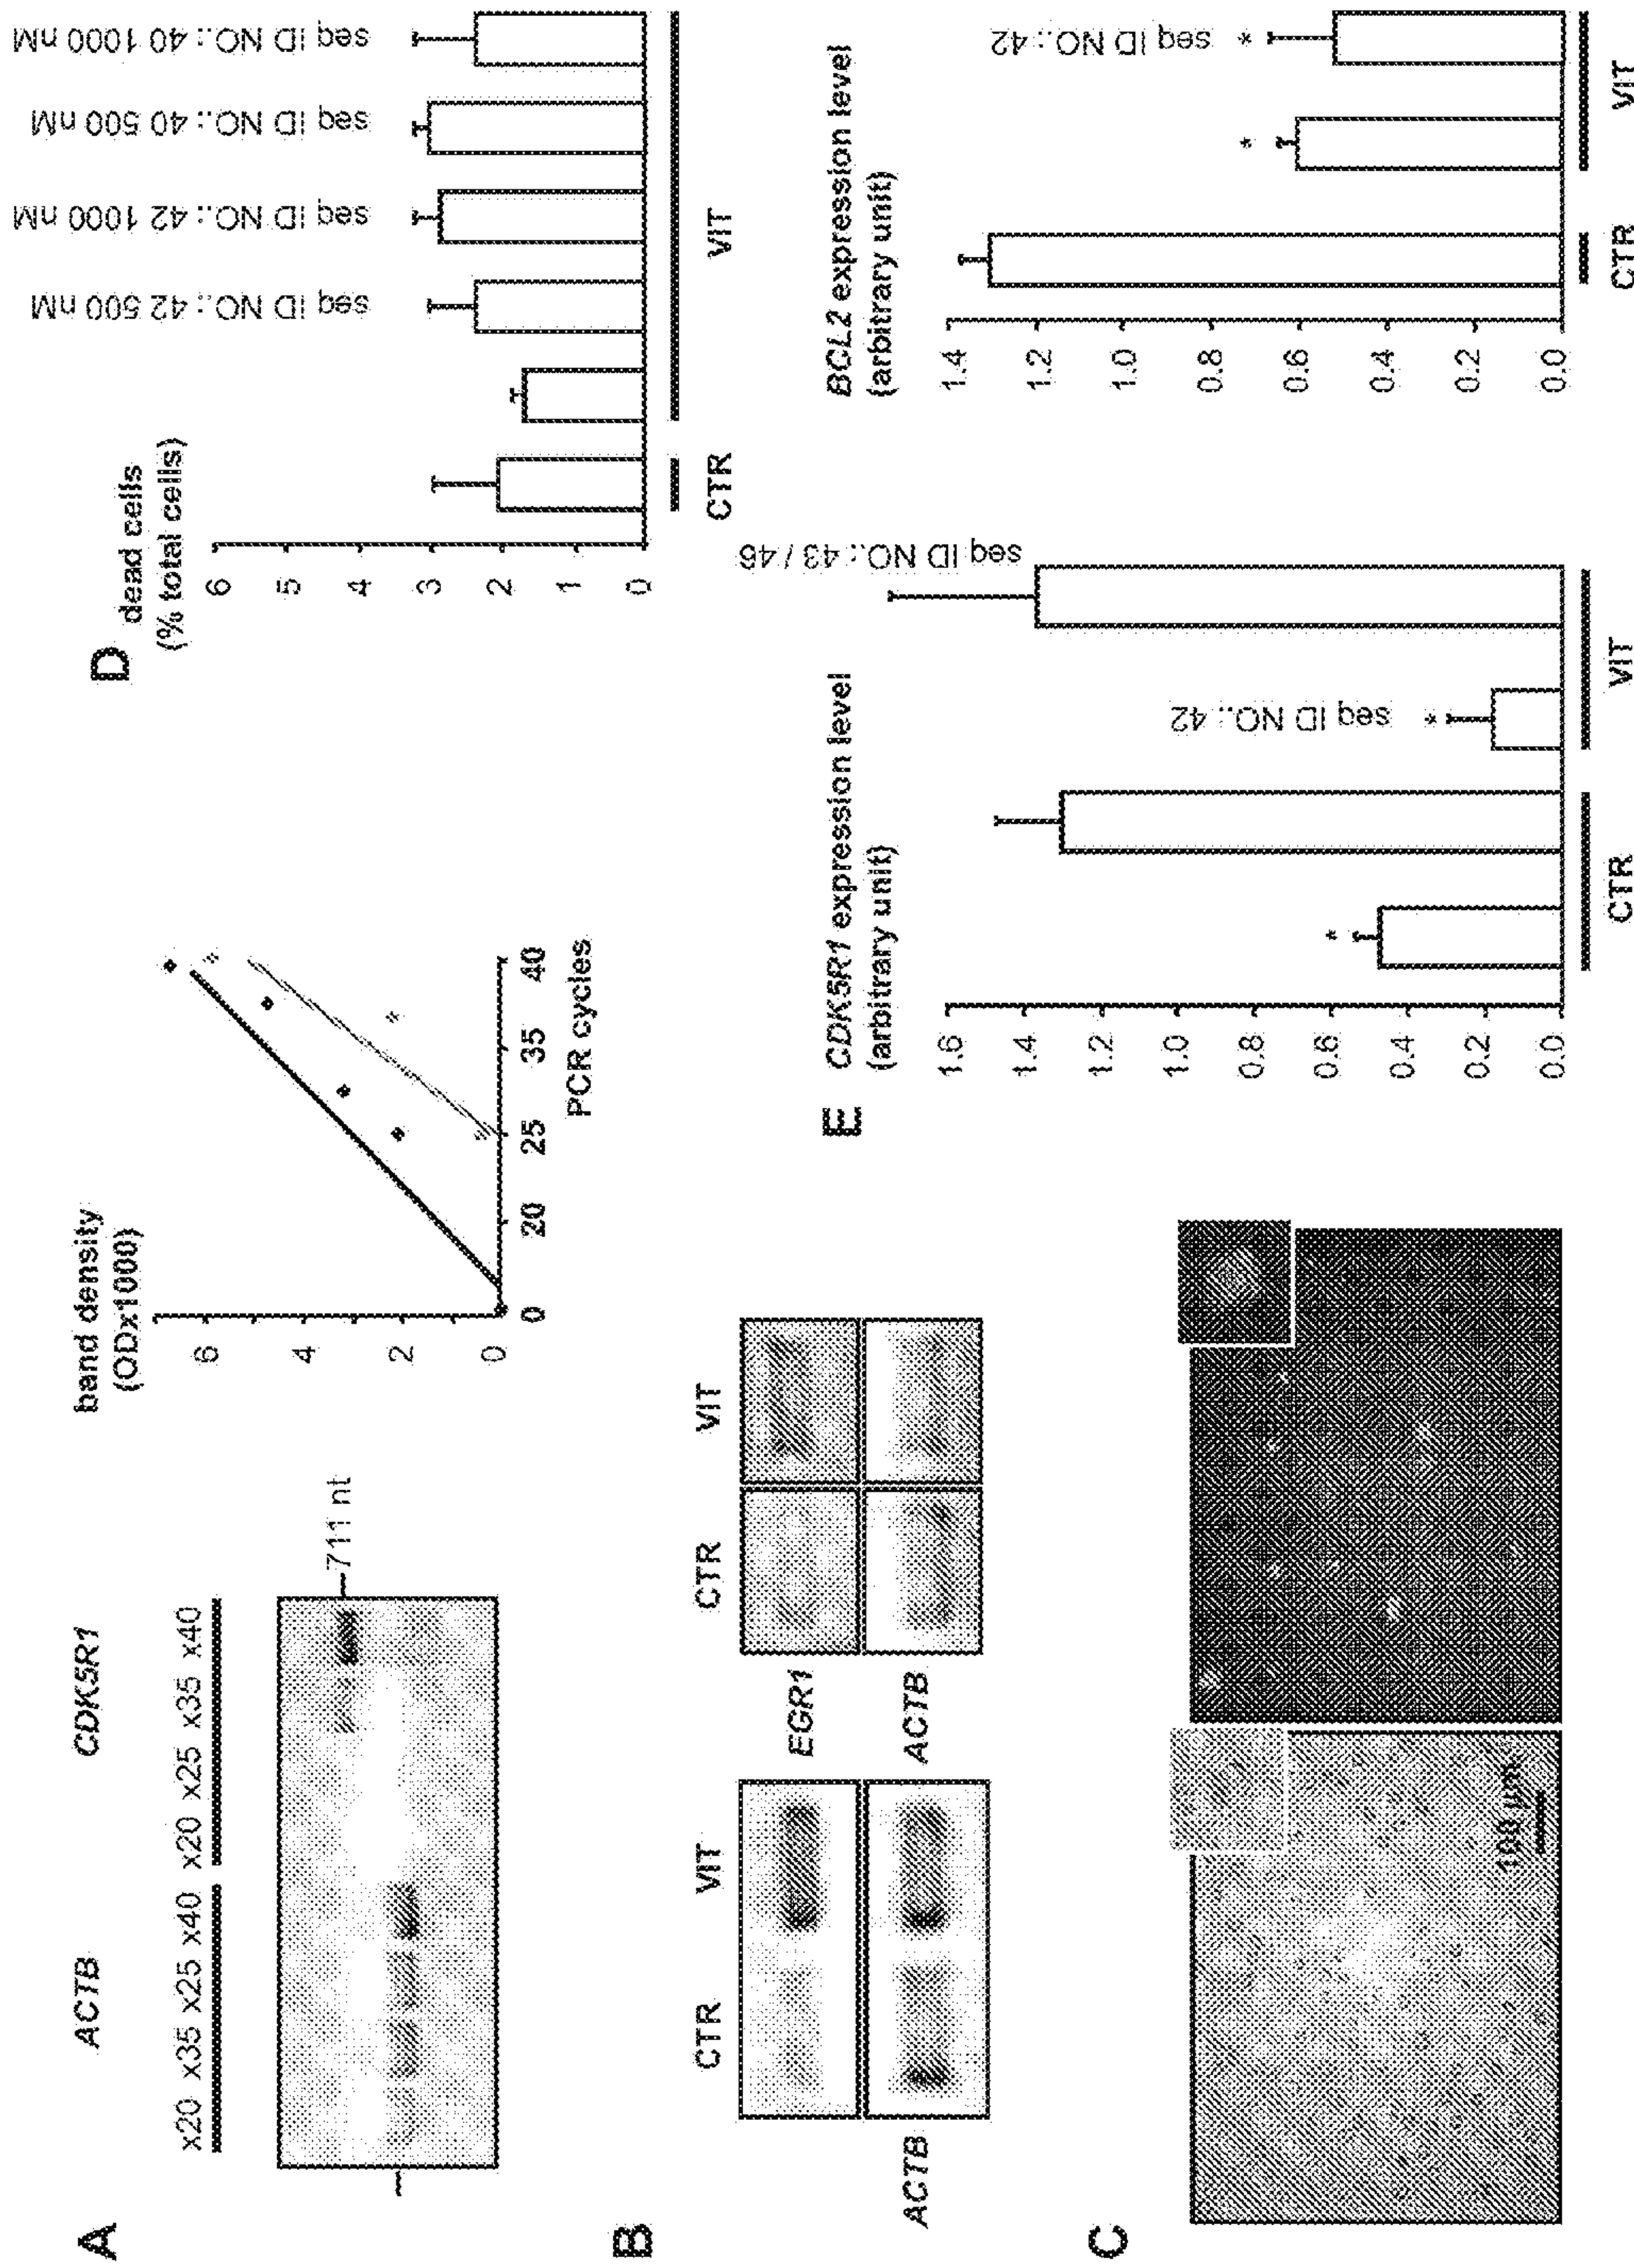 A
ACTB
CDK5R1
x20 x35 x25 x40
x20 x25 x35 x40
711 nt
band density
(ODx1000)
6
4
2
0
0
20
25
35
40
PCR cycles
B
CTR
VIT
ACTB
CTR
VIT
EGR1
ACTB
C
100 µm
D
dead cells
(% total cells)
6
5
4
3
2
1
0
seq ID NO.: 42 500 nM
seq ID NO.: 42 1000 nM
seq ID NO.: 40 500 nM
seq ID NO.: 40 1000 nM
CTR
VIT
E
CDK5R1 expression level
(arbitrary unit)
1.6
1.4
1.2
1.0
0.8
0.6
0.4
0.2
0.0
*
* seq ID NO.: 42
seq ID NO.: 43 / 46
CTR
VIT
BCL2 expression level
(arbitrary unit)
1.4
1.2
1.0
0.8
0.6
0.4
0.2
0.0
*
* seq ID NO.: 42
CTR
VIT